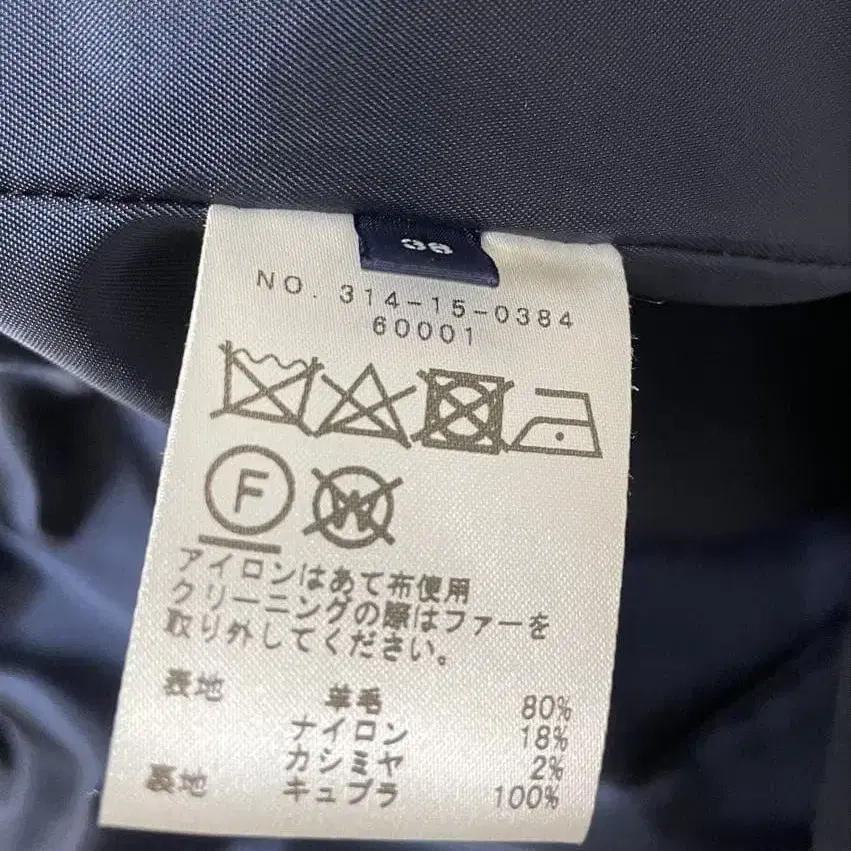 38
NO. 314-15-0384
60001
F W
アイロンはあて布使用
クリーニングの際はファーを
取り外してください。
表地 羊毛 80%
ナイロン 18%
カシミヤ 2%
裏地 キュプラ 100%